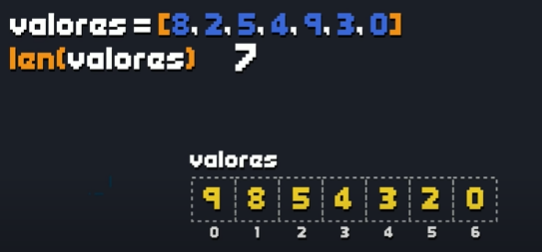 valores = [8, 2, 5, 4, 9, 3, 0]
len(valores) 7
valores
9 8 5 4 3 2 0
0 1 2 3 4 5 6